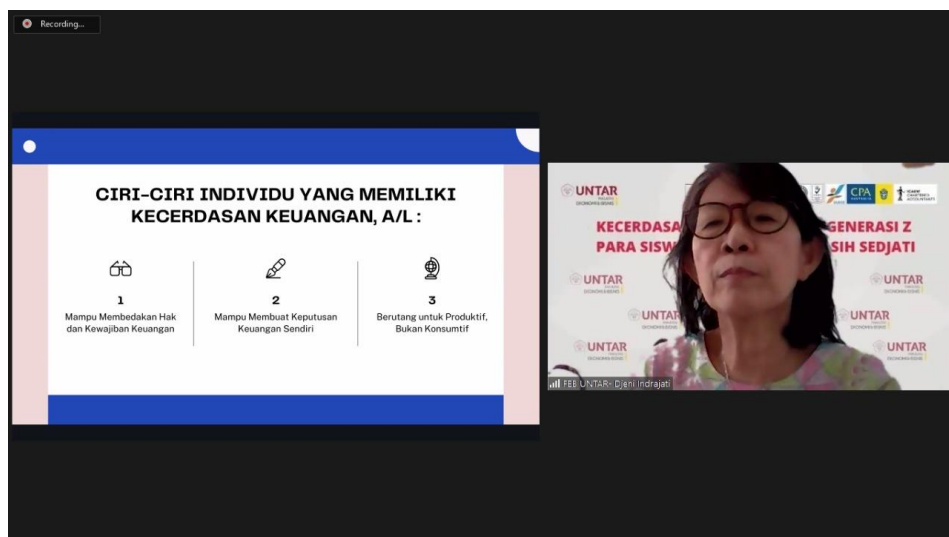 Recording...
CIRI-CIRI INDIVIDU YANG MEMILIKI
KECERDASAN KEUANGAN, A/L :
1
Mampu Membedakan Hak
dan Kewajiban Keuangan
2
Mampu Membuat Keputusan
Keuangan Sendiri
3
Berutang untuk Produktif,
Bukan Konsumtif
UNTAR
CPA
KECERDASA GENERASI Z
PARA SISW SIH SEDJATI
UNTAR
UNTAR
UNTAR
UNTAR
UNTAR
UNTAR
FEB UNTAR- Djeni Indrajati